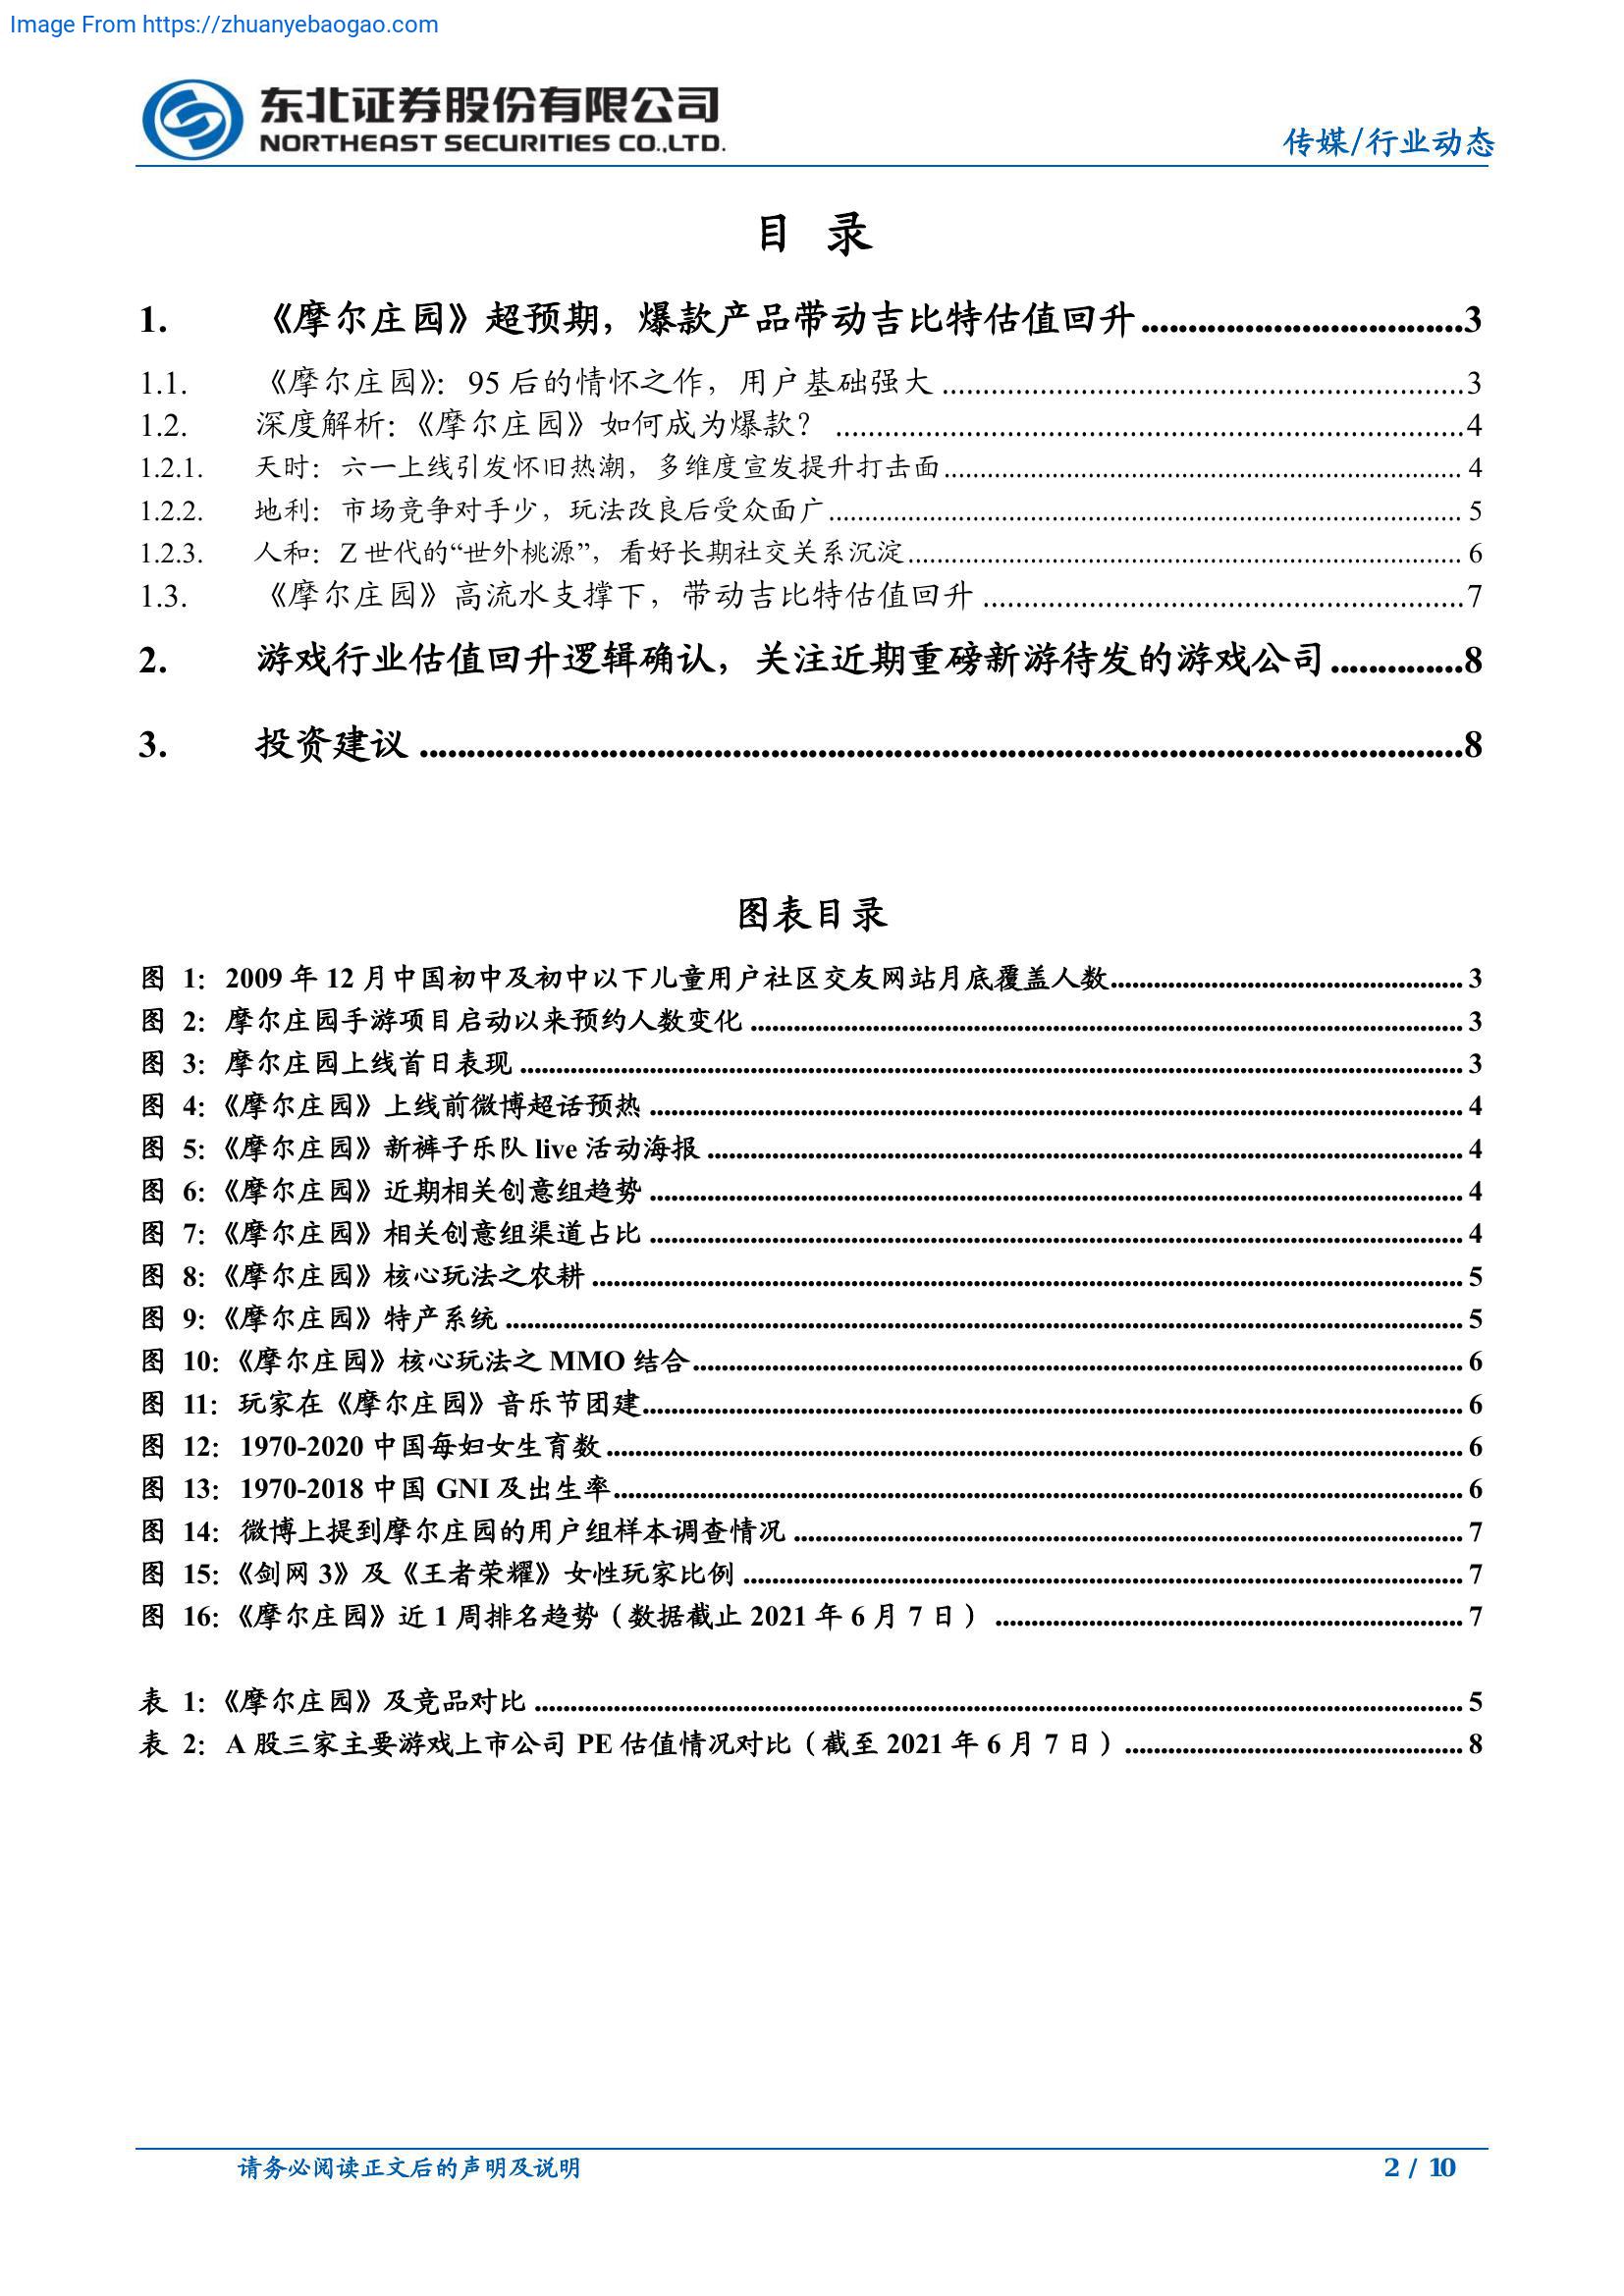 Image From https://zhuanyebaogao.com
东北证券股份有限公司
NORTHEAST SECURITIES CO.,LTD.
传媒/行业动态
目 录
1. 《摩尔庄园》超预期，爆款产品带动吉比特估值回升..................................3
1.1. 《摩尔庄园》：95 后的情怀之作，用户基础强大................................................................3
1.2. 深度解析：《摩尔庄园》如何成为爆款？................................................................4
1.2.1. 天时：六一上线引发怀旧热潮，多维度宣发提升打击面................................................................ 4
1.2.2. 地利：市场竞争对手少，玩法改良后受众面广................................................................ 5
1.2.3. 人和：Z 世代的“世外桃源”，看好长期社交关系沉淀................................................................ 6
1.3. 《摩尔庄园》高流水支撑下，带动吉比特估值回升................................................................7
2. 游戏行业估值回升逻辑确认，关注近期重磅新游待发的游戏公司..............8
3. 投资建议................................................................8
图表目录
图 1：2009 年 12 月中国初中及初中以下儿童用户社区交友网站月底覆盖人数................................................ 3
图 2：摩尔庄园手游项目启动以来预约人数变化................................................................ 3
图 3：摩尔庄园上线首日表现................................................................ 3
图 4：《摩尔庄园》上线前微博超话预热................................................................ 4
图 5：《摩尔庄园》新裤子乐队 live 活动海报................................................................ 4
图 6：《摩尔庄园》近期相关创意组趋势................................................................ 4
图 7：《摩尔庄园》相关创意组渠道占比................................................................ 4
图 8：《摩尔庄园》核心玩法之农耕................................................................ 5
图 9：《摩尔庄园》特产系统................................................................ 5
图 10：《摩尔庄园》核心玩法之 MMO 结合................................................................ 6
图 11：玩家在《摩尔庄园》音乐节团建................................................................ 6
图 12：1970-2020 中国每妇女生育数................................................................ 6
图 13：1970-2018 中国 GNI 及出生率................................................................ 6
图 14：微博上提到摩尔庄园的用户组样本调查情况................................................................ 7
图 15：《剑网 3》及《王者荣耀》女性玩家比例................................................................ 7
图 16：《摩尔庄园》近 1 周排名趋势（数据截止 2021 年 6 月 7 日）................................................................ 7
表 1：《摩尔庄园》及竞品对比................................................................ 5
表 2：A 股三家主要游戏上市公司 PE 估值情况对比（截至 2021 年 6 月 7 日）................................................ 8
请务必阅读正文后的声明及说明
2 / 10